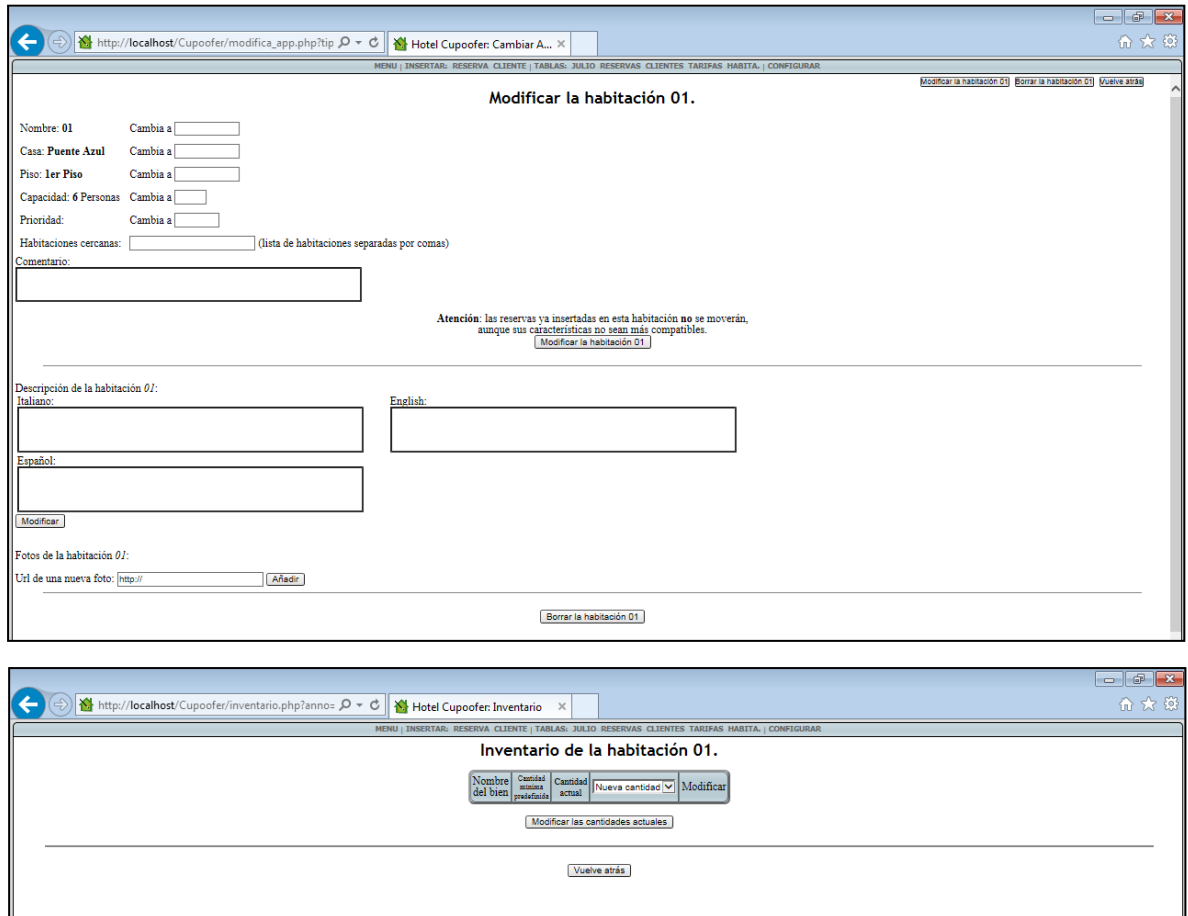 http://localhost/Cupoofer/modifica_app.php?tip
Hotel Cupoofer: Cambiar A...
MENU | INSERTAR: RESERVA CLIENTE | TABLAS: JULIO RESERVAS CLIENTES TARIFAS HABITA. | CONFIGURAR
Modificar la habitación 01 Borrar la habitación 01 Vuelve atrás
Modificar la habitación 01.
Nombre: 01 Cambia a
Casa: Puente Azul Cambia a
Piso: 1er Piso Cambia a
Capacidad: 6 Personas Cambia a
Prioridad: Cambia a
Habitaciones cercanas: (lista de habitaciones separadas por comas)
Comentario:
Atención: las reservas ya insertadas en esta habitación no se moverán,
aunque sus características no sean más compatibles.
Modificar la habitación 01
Descripción de la habitación 01:
Italiano: English:
Español:
Modificar
Fotos de la habitación 01:
Url de una nueva foto: http:// Añadir
Borrar la habitación 01
http://localhost/Cupoofer/inventario.php?anno=
Hotel Cupoofer: Inventario
MENU | INSERTAR: RESERVA CLIENTE | TABLAS: JULIO RESERVAS CLIENTES TARIFAS HABITA. | CONFIGURAR
Inventario de la habitación 01.
Nombre del bien Cantidad minima predefinida Cantidad actual Nueva cantidad Modificar
Modificar las cantidades actuales
Vuelve atrás